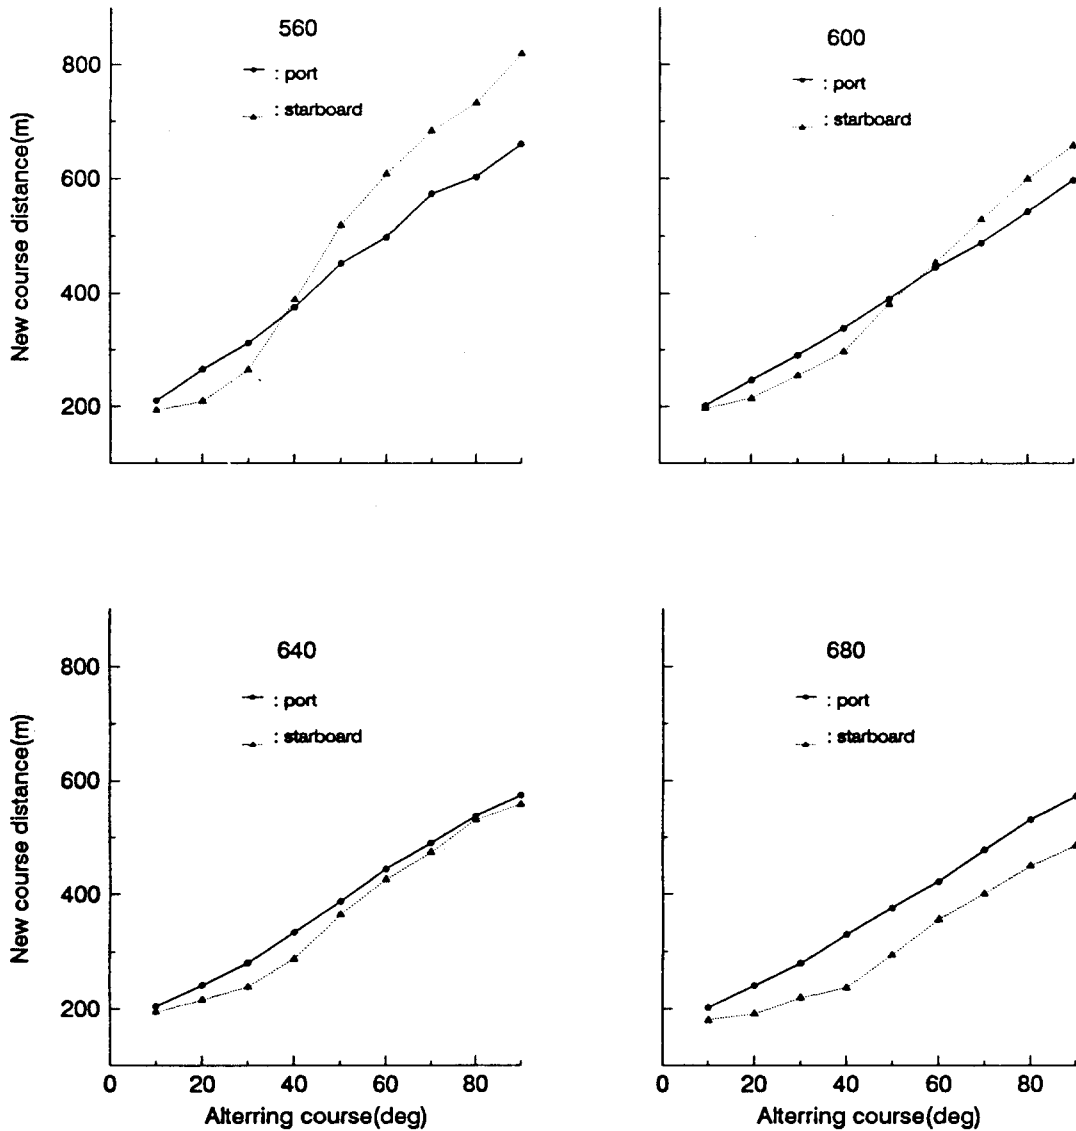 560
: port
: starboard
800
600
400
200
New course distance(m)
600
: port
: starboard
640
: port
: starboard
800
600
400
200
0
20
40
60
80
New course distance(m)
Alterring course(deg)
680
: port
: starboard
0
20
40
60
80
Alterring course(deg)